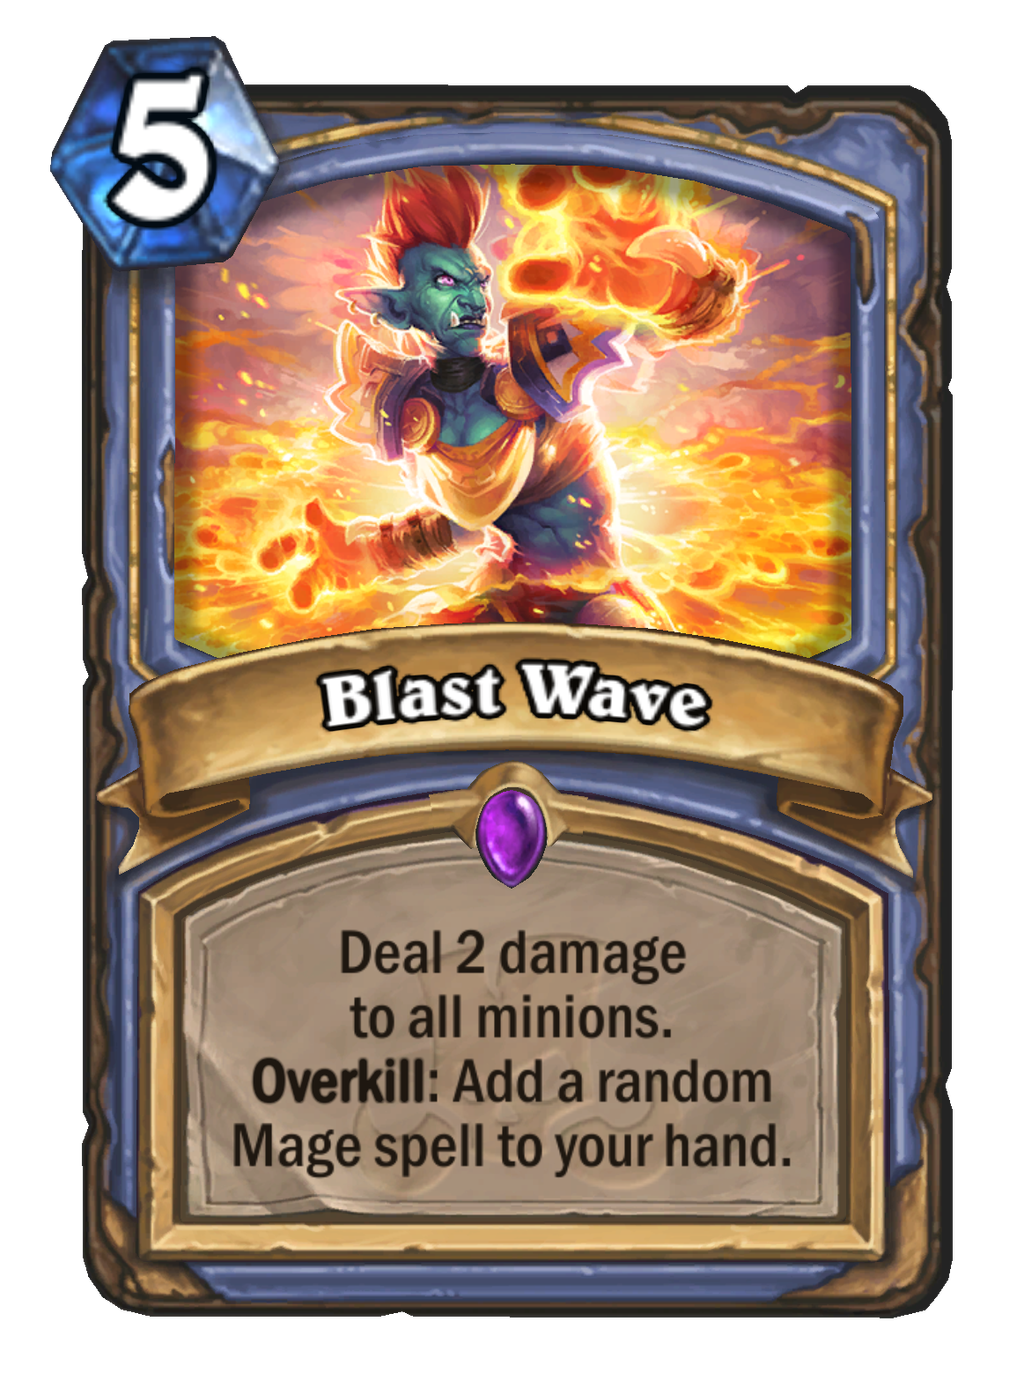 5
Blast Wave
Deal 2 damage
to all minions.
Overkill: Add a random
Mage spell to your hand.